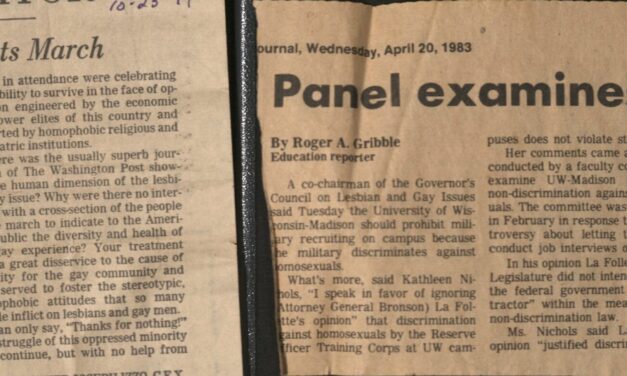 10-23
ts March
in attendance were celebrating
bility to survive in the face of op-
on engineered by the economic
ower elites of this country and
rted by homophobic religious and
atric institutions.
ere was the usually superb jour-
n of The Washington Post show-
e human dimension of the lesbi-
y issue? Why were there no inter-
with a cross-section of the people
e march to indicate to the Ameri-
ublic the diversity and health of
ay experience? Your treatment
a great disservice to the cause of
ity for the gay community and
served to foster the stereotypic,
ophobic attitudes that so many
le inflict on lesbians and gay men.
an only say, "Thanks for nothing!"
struggle of this oppressed minority
continue, but with no help from
ournal, Wednesday, April 20, 1983
Panel examine
By Roger A. Gribble
Education reporter
A co-chairman of the Governor's
Council on Lesbian and Gay Issues
said Tuesday the University of Wis-
consin-Madison should prohibit mili-
ary recruiting on campus because
he military discriminates against
omosexuals.
What's more, said Kathleen Ni-
hols, "I speak in favor of ignoring
Attorney General Bronson) La Fol-
tte's opinion" that discrimination
gainst homosexuals by the Reserve
fficer Training Corps at UW cam-
puses does not violate st
Her comments came a
conducted by a faculty co
examine UW-Madison
non-discrimination agains
uals. The committee was
in February in response t
troversy about letting t
conduct job interviews o
In his opinion La Folle
Legislature did not inten
the federal government
tractor" within the mea
non-discrimination law.
Ms. Nichols said La
opinion "justified discri